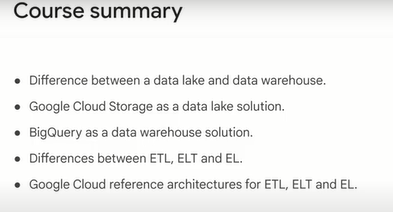 Course summary
● Difference between a data lake and data warehouse.
● Google Cloud Storage as a data lake solution.
● BigQuery as a data warehouse solution.
● Differences between ETL, ELT and EL.
● Google Cloud reference architectures for ETL, ELT and EL.